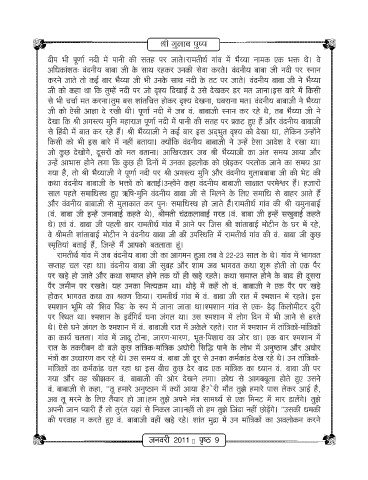 श्री गुलाब पुष्प
दीप भी पूर्णा नदी में पानी की सतह पर जाते।रामतीर्थ गांव में भैय्या नामक एक भक्त थे। वे
अधिकांशतः वंदनीय बाबा जी के साथ रहकर उनकी सेवा करते। वंदनीय बाबा जी नदी पर स्नान
करने जाते तो कई बार भैय्या जी भी उनके साथ नदी के तट पर जाते। वंदनीय बाबा जी ने भैय्या
जी को कहा था कि तुम्हें नदी पर जो दृश्य दिखाई दे उसे देखकर डर मत जाना।इस बारे में किसी
से भी चर्चा मत करना।तुम बस शांतचित होकर दृश्य देखना, घबराना मत। वंदनीय बाबाजी ने भैय्या
जी को ऐसी आज्ञा दे रखी थी। पूर्णा नदी में जब वं. बाबाजी स्नान कर रहे थे, तब भैय्या जी ने
देखा कि श्री अगस्त्य मुनि महाराज पूर्णा नदी में पानी की सतह पर प्रकट हुए हैं और वंदनीय बाबाजी
से हिंदी में बात कर रहे हैं। श्री भैय्याजी ने कई बार इस अद्भुत दृश्य को देखा था, लेकिन उन्होंने
किसी को भी इस बारे में नहीं बताया। क्योंकि वंदनीय बाबाजी ने उन्हें ऐसा आदेश दे रखा था।
जो कुछ देखोगे, दूसरों को मत बताना। आखिरकार जब श्री भैय्याजी का अंत समय आया और
उन्हें आभास होने लगा कि कुछ ही दिनों में उनका इहलोक को छोड़कर परलोक जाने का समय आ
गया है, तो श्री भैय्याजी ने पूर्णा नदी पर श्री अगस्त्य मुनि और वंदनीय गुलाबबाबा जी की भेट की
कथा वंदनीय बाबाजी के भक्तों को बताई।उन्होंने कहा वंदनीय बाबाजी साक्षात परमेश्वर हैं। हजारों
साल पहले समाधिस्थ हुए ऋषि-मुनि वंदनीय बाबा जी से मिलने के लिए समाधि से बाहर आते हैं
और वंदनीय बाबाजी से मुलाकात कर पुनः समाधिस्थ हो जाते हैं।रामतीर्थ गांव की श्री यमुनाबाई
(वं. बाबा जी इन्हें जनाबाई कहते थे), श्रीमती चंद्रकलाबाई गरड (वं. बाबा जी इन्हें सखुबाई कहते
थे) एवं वं. बाबा जी पहली बार रामतीर्थ गांव में आने पर जिस श्री शांताबाई मोटीन के घर में रहे,
वे श्रीमती शांताबाई मोटीन ने वंदनीय बाबा जी की उपस्थिति में रामतीर्थ गांव की वं. बाबा जी कुछ
स्मृतियां बताई हैं, जिन्हें मैं आपको बतलाता हूं।
रामतीर्थ गांव में जब वंदनीय बाबा जी का आगमन हुआ तब वे 22-23 साल के थे। गांव में भागवत
सप्ताह चल रहा था। वंदनीय बाबा जी सुबह और शाम जब भागवत कथा शुरू होती तो एक पैर
पर खड़े हो जाते और कथा समाप्त होने तक यों ही खड़े रहते। कथा समाप्त होने के बाद ही दूसरा
पैर जमीन पर रखते। यह उनका नित्यक्रम था। थोड़े में कहें तो वं. बाबाजी ने एक पैर पर खड़े
होकर भागवत कथा का श्रवण किया। रामतीर्थ गांव में वं. बाबा जी रात में श्मशान में रहते। इस
श्मशान भूमि को 'शिव पिंड' के रूप में जाना जाता था।श्मशान गांव से एक- डेढ़ किलोमीटर दूरी
पर स्थित था। श्मशान के इर्दगिर्द घना जंगल था। उस श्मशान में लोग दिन में भी जाने से डरते
थे। ऐसे घने जंगल के श्मशान में वं. बाबाजी रात में अकेले रहते। रात में श्मशान में तांत्रिकों-मांत्रिकों
का कार्य चलता। गांव में जादू टोना, जारण-मारण, भूत-पिशाच का जोर था। एक बार श्मशान में
रात के तकरीबन दो बजे कुछ तांत्रिक-मांत्रिक अघोरी सिद्धि पाने के लोभ में अनुष्ठान और अघोर
मंत्रों का उच्चारण कर रहे थे। उस समय वं. बाबा जी दूर से उनका कर्मकांड देख रहे थे। उन तांत्रिकों-
मांत्रिकों का कर्मकांड चल रहा था इस बीच कुछ देर बाद एक मांत्रिक का ध्यान वं. बाबा जी पर
गया और वह खीझकर वं. बाबाजी की ओर देखने लगा। क्रोध से आगबबूला होते हुए उसने
वं. बाबाजी से कहा, ''तू हमारे अनुष्ठान में क्यों आया है? री मौत तुझे हमारे पास लेकर आई है,
अब तू मरने के लिए तैयार हो जा।हम तुझे अपने मंत्र सामर्थ्य से एक मिनट में मार डालेंगे। तुझे
अपनी जान प्यारी है तो तुरंत यहां से निकल जा।नहीं तो हम तुझे जिंदा नहीं छोड़ेंगे। ''उसकी धमकी
की परवाह न करते हुए वं. बाबाजी वहीं खड़े रहे। शांत मुद्रा में उन मांत्रिकों का अवलोकन करने
जनवरी 2011 □ पृष्ठ 9